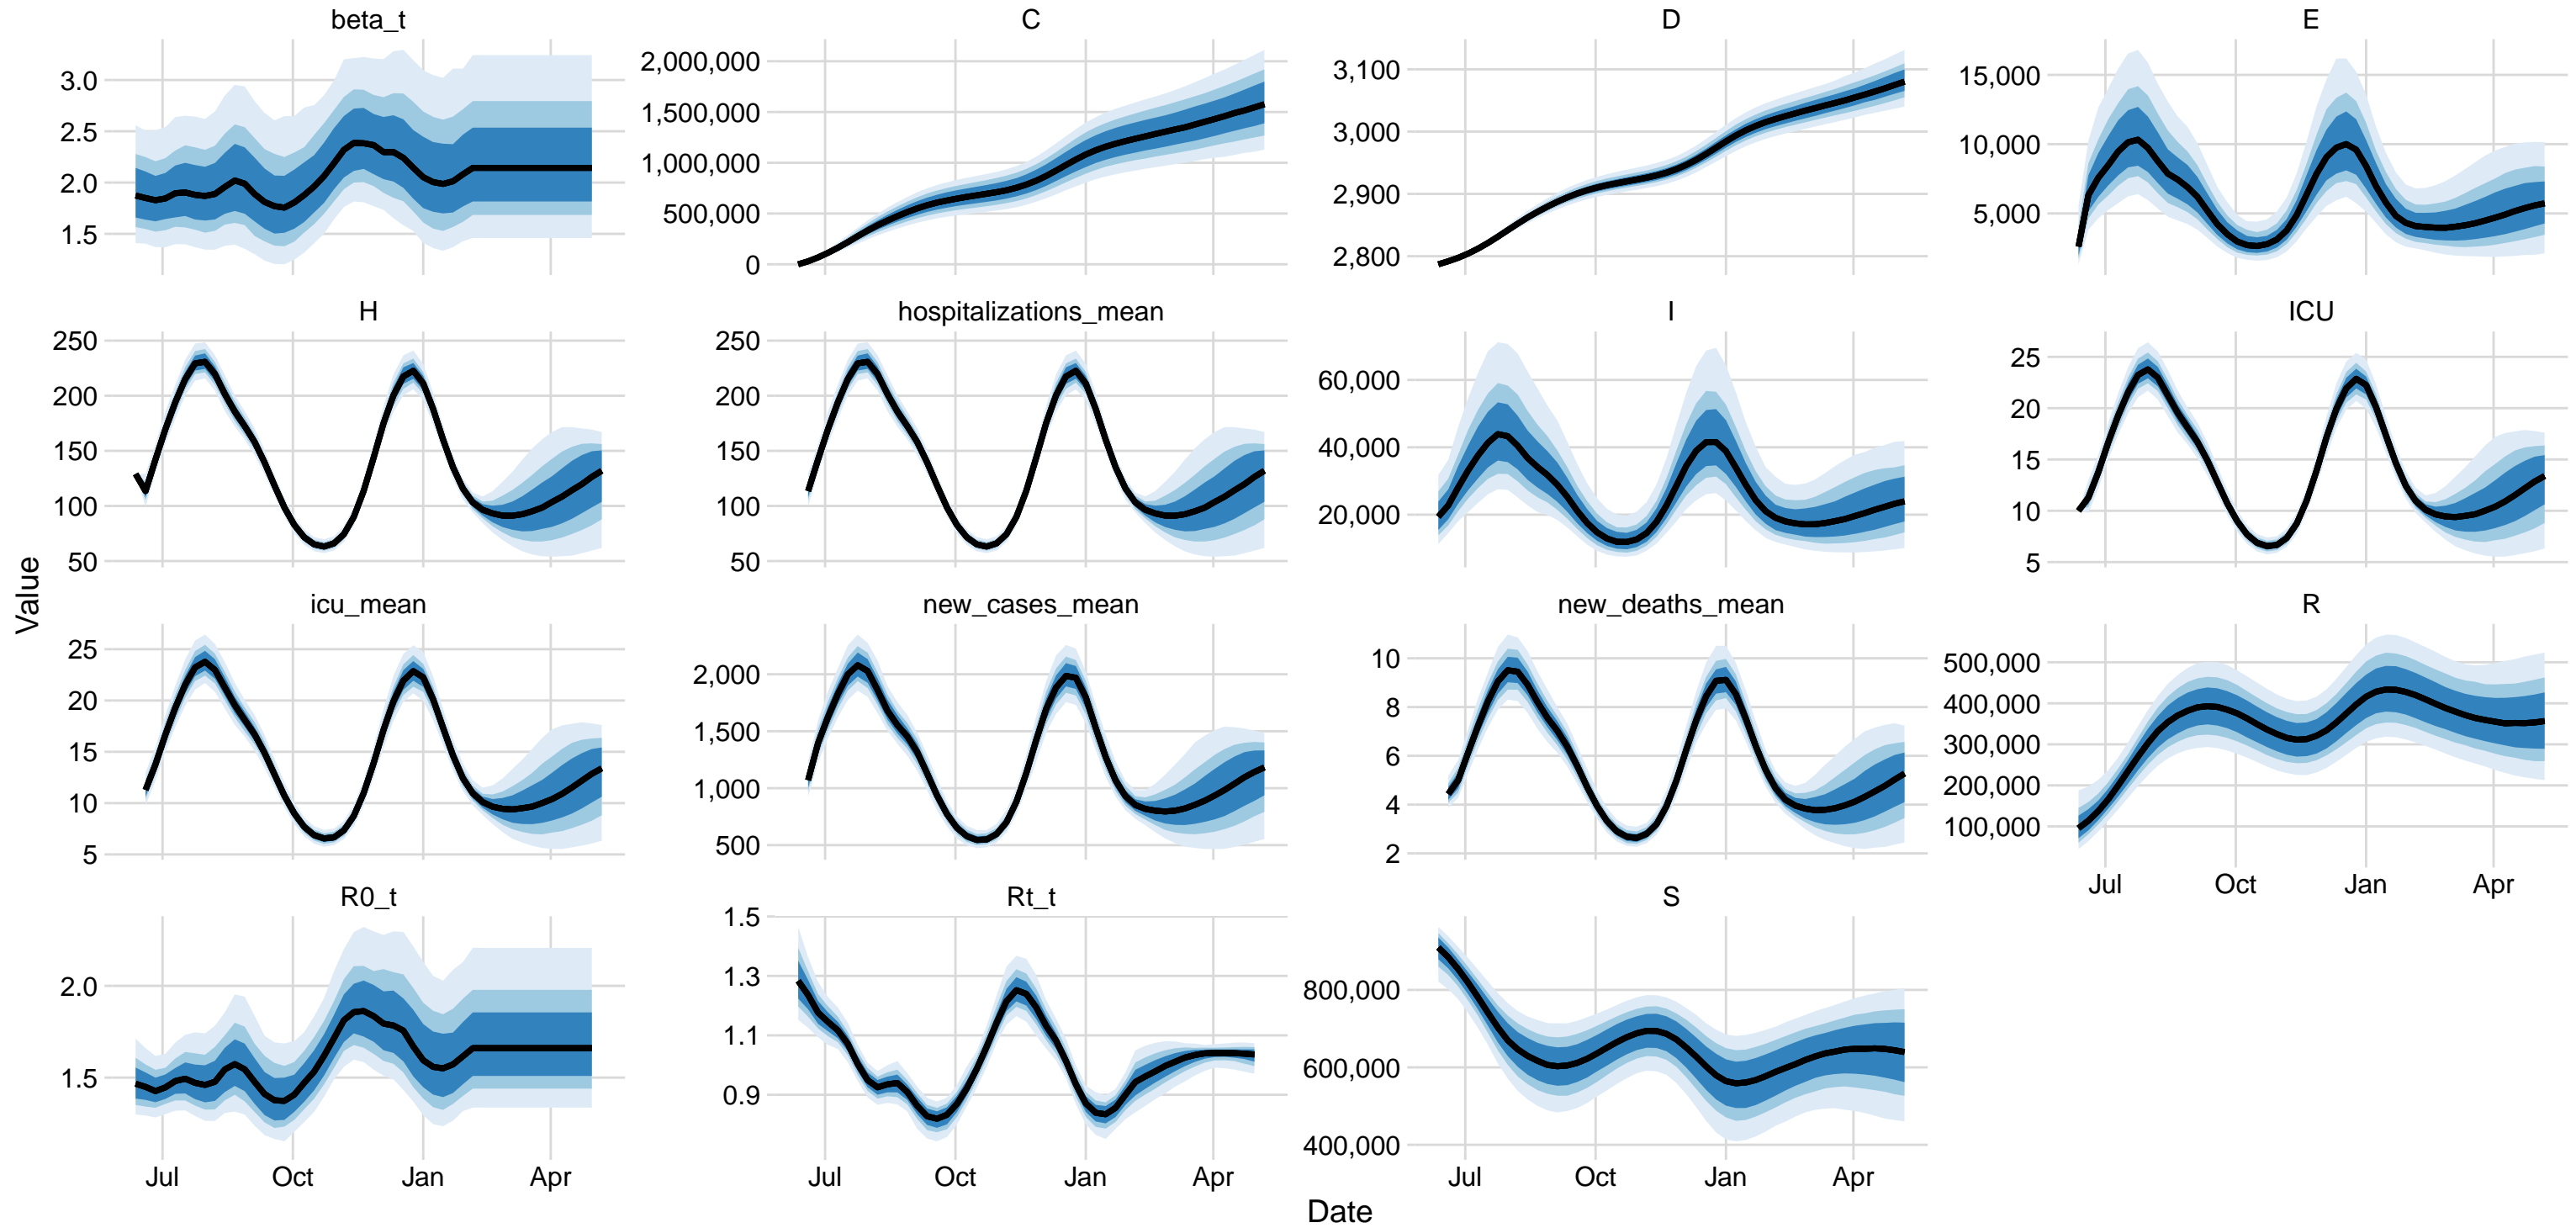 beta_t
C
D
E
3.0
2.5
2.0
1.5
2,000,000
1,500,000
1,000,000
500,000
0
3,100
3,000
2,900
2,800
15,000
10,000
5,000
H
hospitalizations_mean
I
ICU
250
200
150
100
50
250
200
150
100
50
60,000
40,000
20,000
25
20
15
10
5
Value
icu_mean
new_cases_mean
new_deaths_mean
R
25
20
15
10
5
2,000
1,500
1,000
500
10
8
6
4
2
500,000
400,000
300,000
200,000
100,000
Jul Oct Jan Apr
R0_t
Rt_t
S
2.0
1.5
1.5
1.3
1.1
0.9
800,000
600,000
400,000
Jul Oct Jan Apr
Jul Oct Jan Apr
Jul Oct Jan Apr
Date